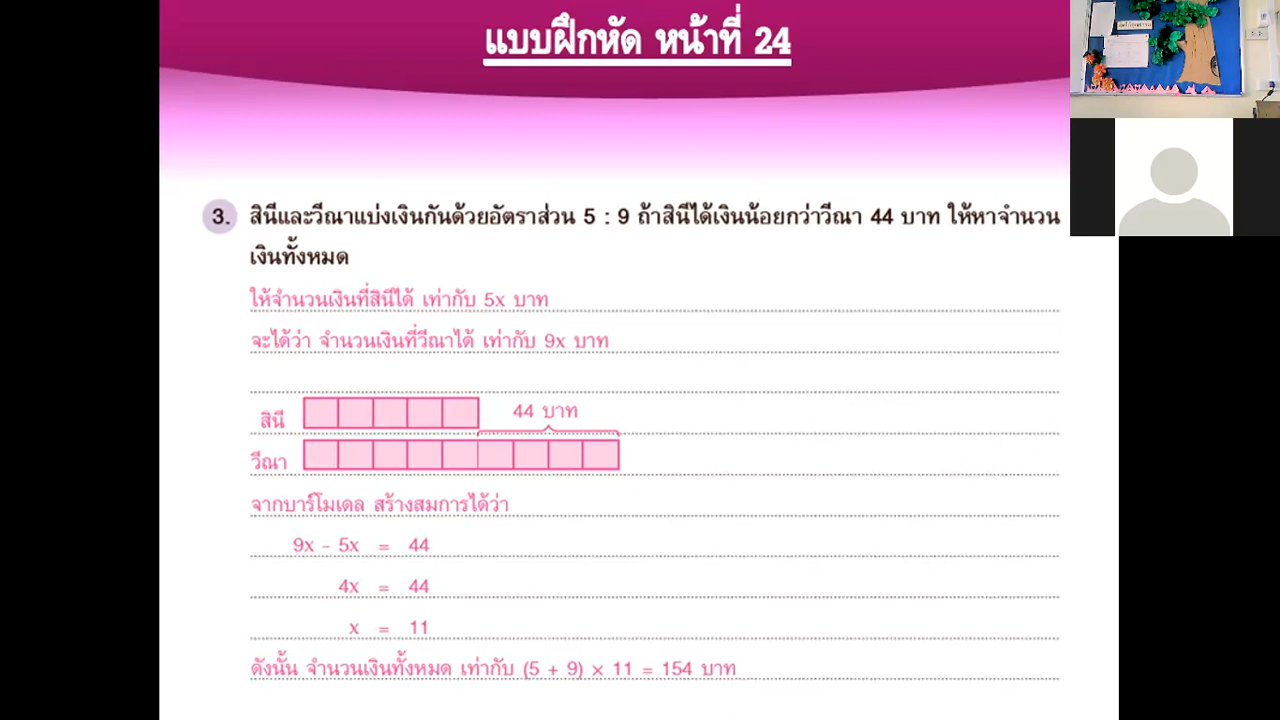 แบบฝึกหัด หน้าที่ 24
3. สินีและวีณาแบ่งเงินกันด้วยอัตราส่วน 5 : 9 ถ้าสินีได้เงินน้อยกว่าวีณา 44 บาท ให้หาจำนวน
เงินทั้งหมด
ให้จำนวนเงินที่สินีได้ เท่ากับ 5x บาท
จะได้ว่า จำนวนเงินที่วีณาได้ เท่ากับ 9x บาท
สินี 44 บาท
วีณา
จากบาร์โมเดล สร้างสมการได้ว่า
9x - 5x = 44
4x = 44
x = 11
ดังนั้น จำนวนเงินทั้งหมด เท่ากับ (5 + 9) × 11 = 154 บาท